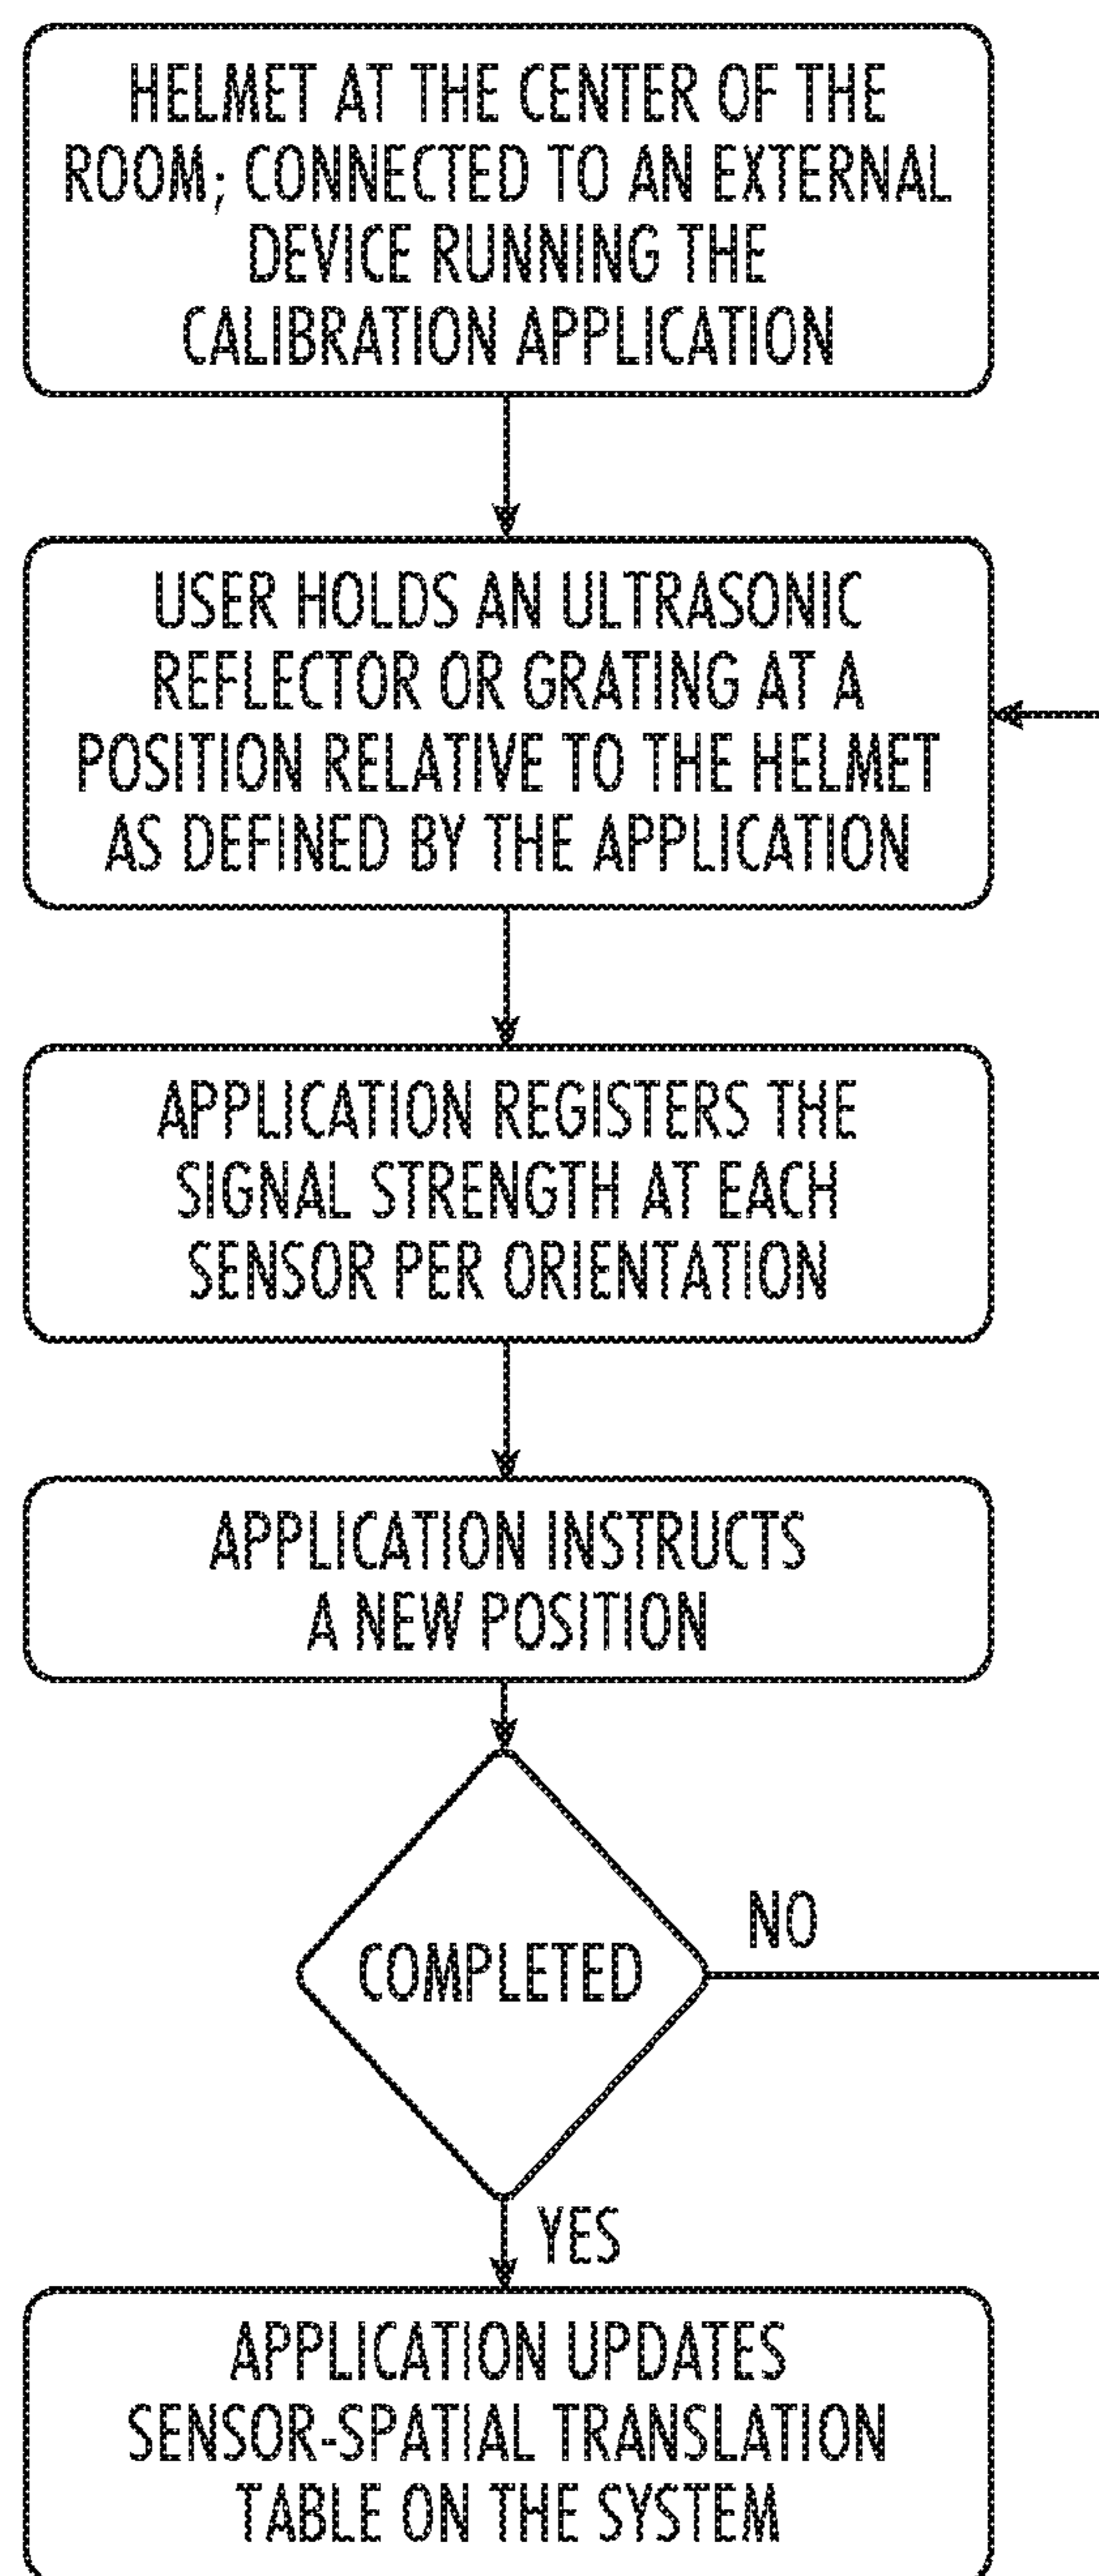 HELMET AT THE CENTER OF THE
ROOM; CONNECTED TO AN EXTERNAL
DEVICE RUNNING THE
CALIBRATION APPLICATION
USER HOLDS AN ULTRASONIC
REFLECTOR OR GRATING AT A
POSITION RELATIVE TO THE HELMET
AS DEFINED BY THE APPLICATION
APPLICATION REGISTERS THE
SIGNAL STRENGTH AT EACH
SENSOR PER ORIENTATION
APPLICATION INSTRUCTS
A NEW POSITION
COMPLETED
NO
YES
APPLICATION UPDATES
SENSOR-SPATIAL TRANSLATION
TABLE ON THE SYSTEM